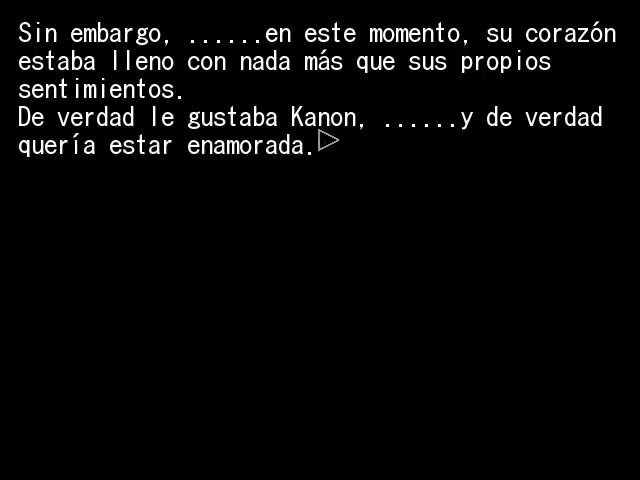 Sin embargo, ......en este momento, su corazón
estaba lleno con nada más que sus propios
sentimientos.
De verdad le gustaba Kanon, ......y de verdad
quería estar enamorada.